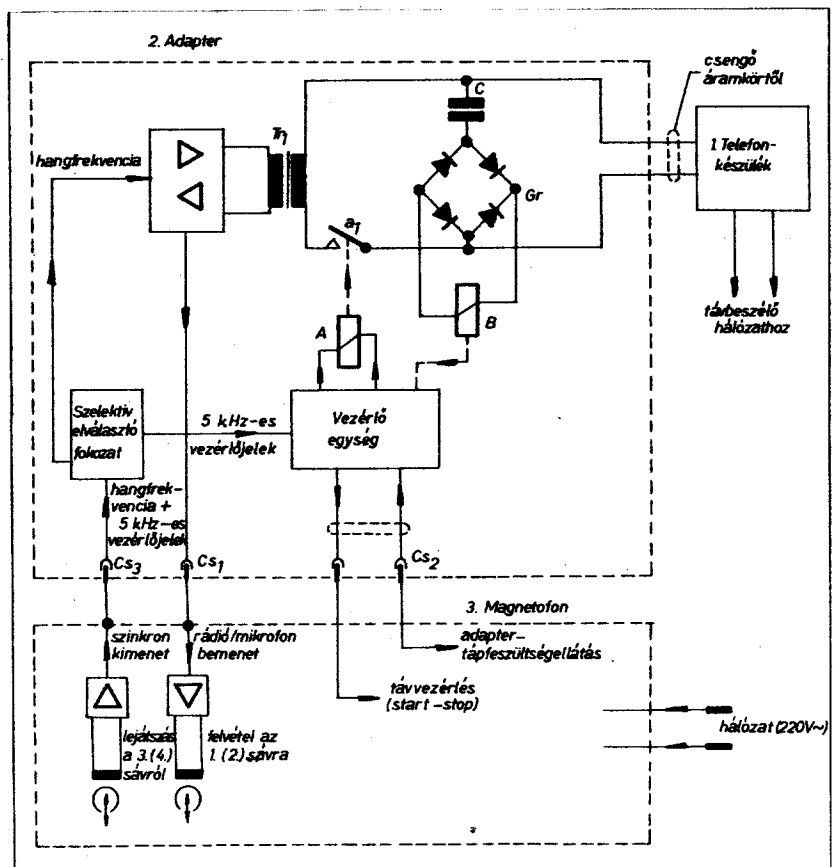 2. Adapter
csengő
áramkörtől
C
Tr1
1. Telefon-
készülék
hangfrekvencia
Gr
a1
távbeszélő
hálózathoz
A
B
Szelektív
elválasztó
fokozat
5 kHz-es
vezérlőjelek
Vezérlő
egység
hangfrek-
vencia +
5 kHz-es
vezérlőjelek
Cs3
Cs1
Cs2
3. Magnetofon
szinkron
kimenet
rádió/mikrofon
bemenet
adapter-
tápfeszültségellátás
távvezérlés
(start-stop)
hálózat (220V~)
lejátszás
a 3.(4.)
sávról
felvétel az
1. (2.) sávra